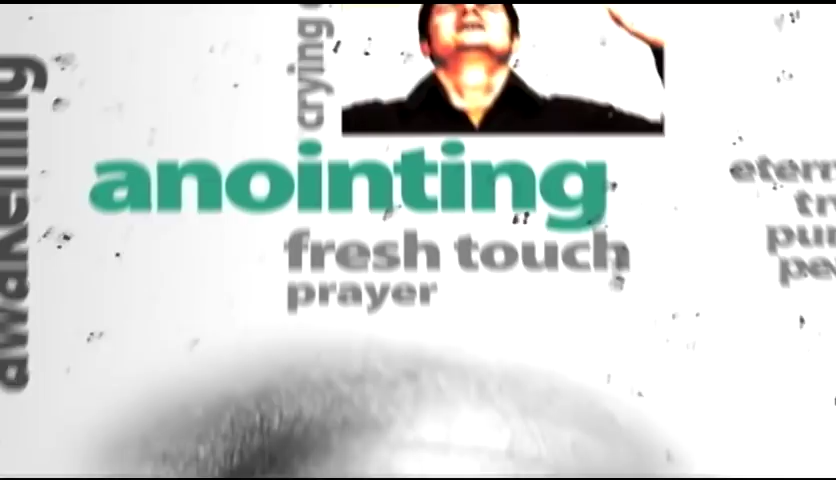 awakening
crying
anointing
fresh touch
prayer